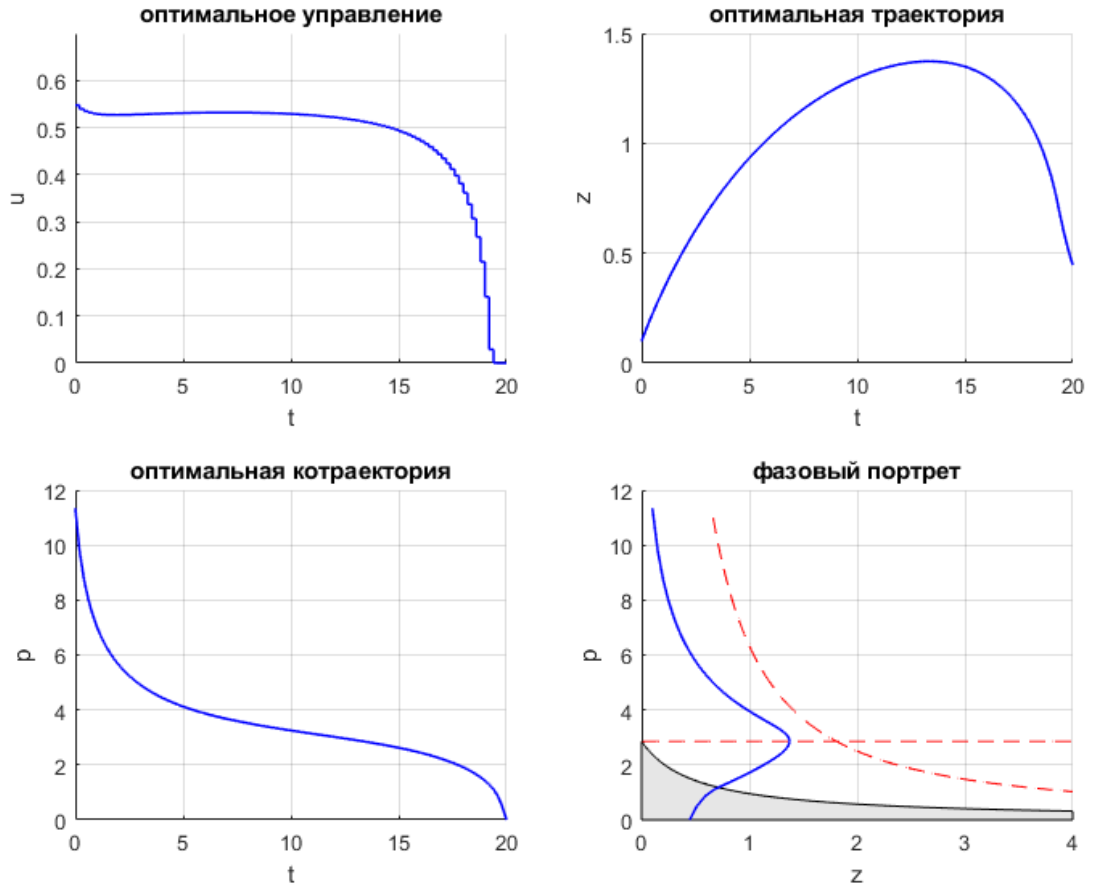 оптимальное управление
u
0.6
0.5
0.4
0.3
0.2
0.1
0
0 5 10 15 20
t
оптимальная траектория
z
1.5
1
0.5
0
0 5 10 15 20
t
оптимальная котраектория
p
12
10
8
6
4
2
0
0 5 10 15 20
t
фазовый портрет
p
12
10
8
6
4
2
0
0 1 2 3 4
z